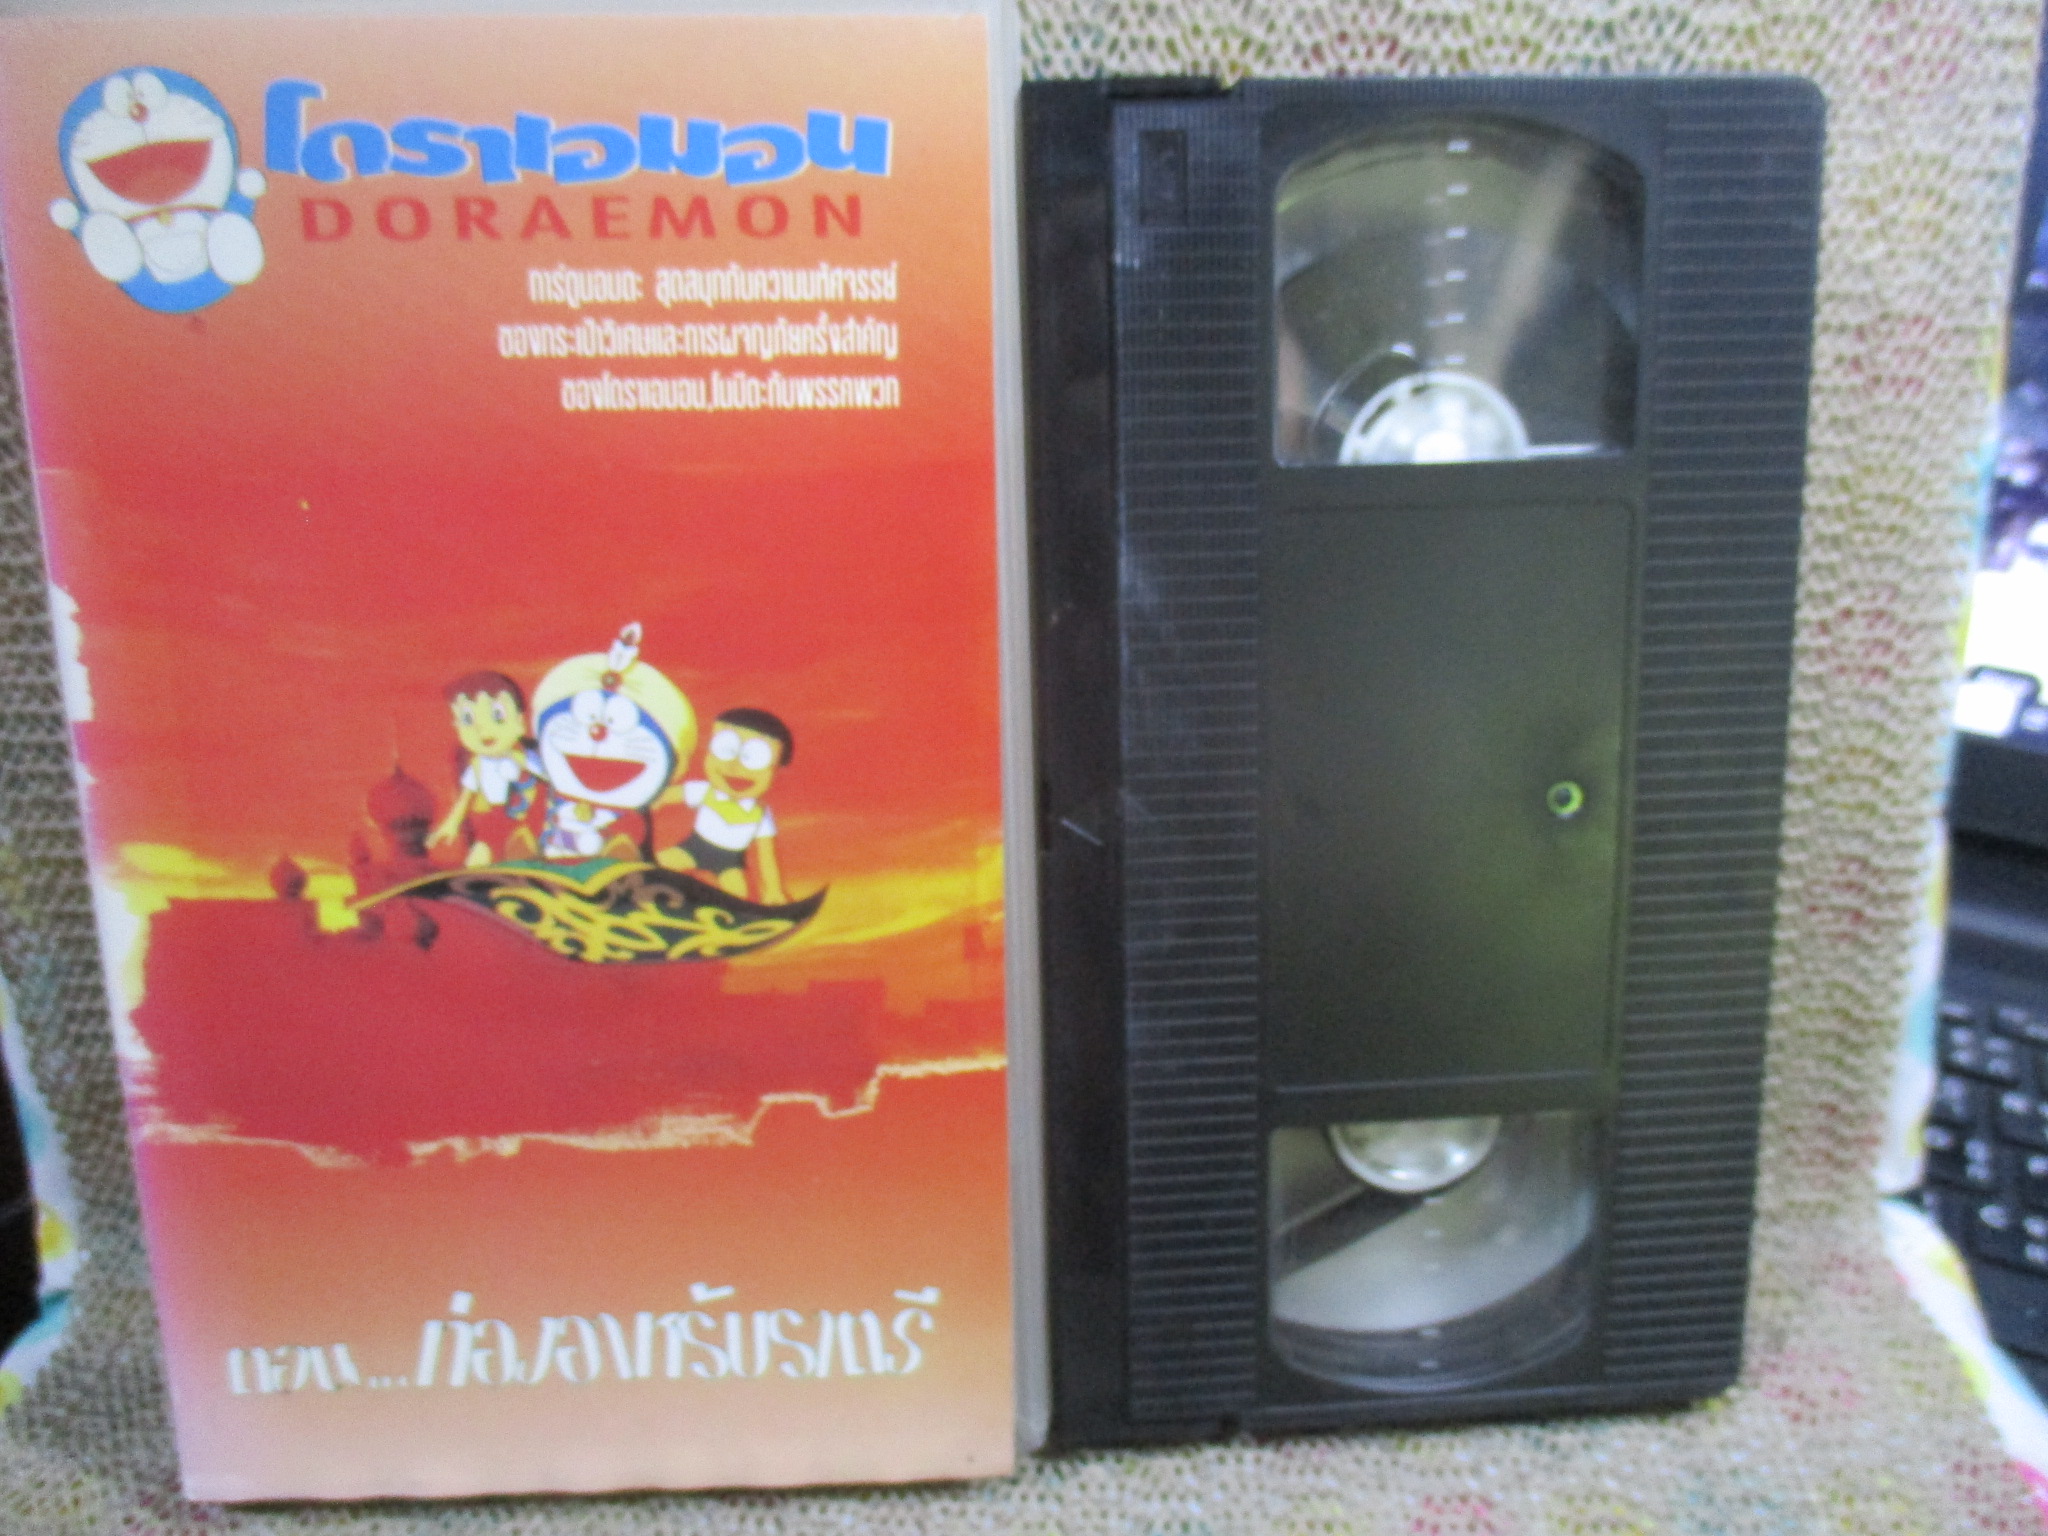 โดราเอมอน
DORAEMON
การ์ตูนอมตะ สุดสนุกกับความมหัศจรรย์
ของกระเป๋าวิเศษและการผจญภัยครั้งสำคัญ
ของโดราเอมอน,โนบิตะกับพรรคพวก
ตอน...ท่องอาหรับราตรี